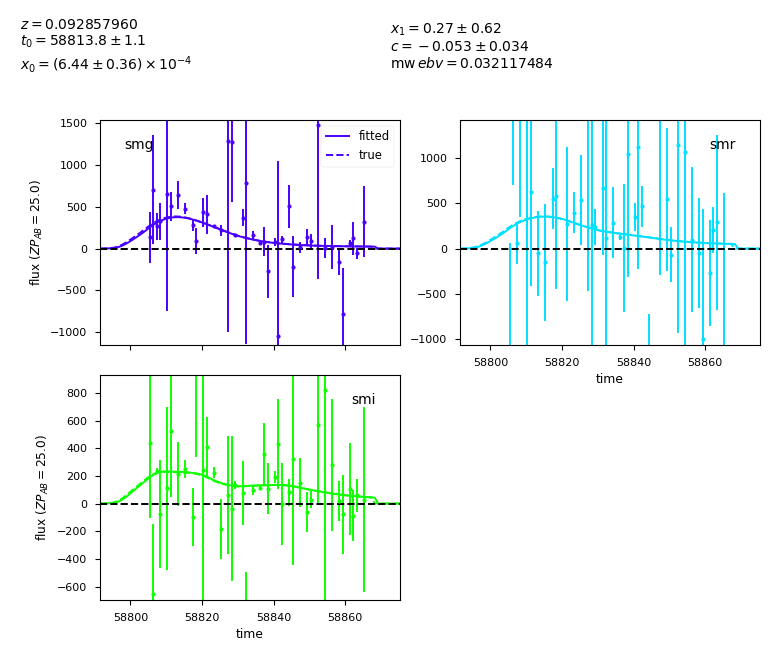 z = 0.092857960
t₀ = 58813.8 ± 1.1
x₀ = (6.44 ± 0.36) × 10⁻⁴
x₁ = 0.27 ± 0.62
c = −0.053 ± 0.034
mwebv = 0.032117484
smg
fitted
true
1500
1000
500
0
−500
−1000
flux (ZP_AB = 25.0)
smr
1000
500
0
−500
−1000
58800 58820 58840 58860
time
smi
800
600
400
200
0
−200
−400
−600
flux (ZP_AB = 25.0)
58800 58820 58840 58860
time